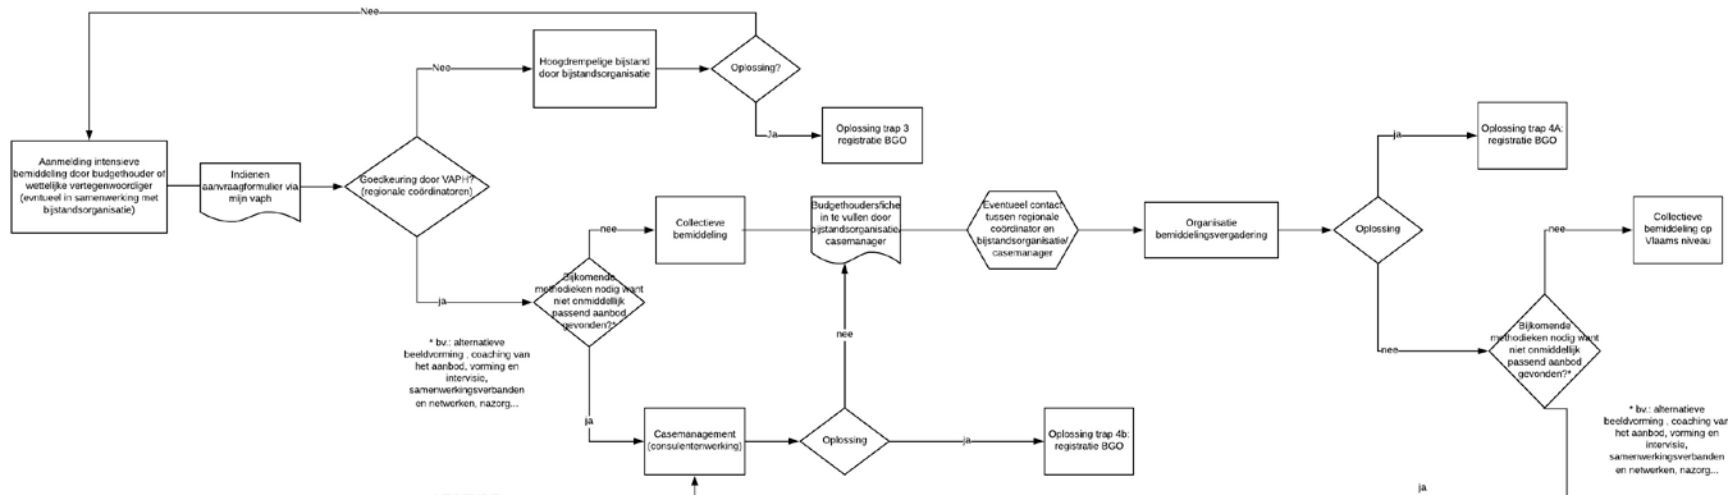 Nee
Hoogdrempelige bijstand
door bijstandsorganisatie
Oplossing?
Nee
Ja
Oplossing trap 3
registratie BGO
Aanmelding intensieve
bemiddeling door budgethouder of
wettelijke vertegenwoordiger
(evntueel in samenwerking met
bijstandsorganisatie)
Indienen
aanvraagformulier via
mijn vaph
Goedkeuring door VAPH?
(regionale coördinatoren)
ja
Bijkomende
methodieken nodig want
niet onmiddellijk
passend aanbod
gevonden?*
nee
Collectieve
bemiddeling
Budgethoudersfiche
in te vullen door
bijstandsorganisatie/
casemanager
Eventueel contact
tussen regionale
coördinator en
bijstandsorganisatie/
casemanager
Organisatie
bemiddelingsvergadering
Oplossing
ja
Oplossing trap 4A:
registratie BGO
nee
Bijkomende
methodieken nodig want
niet onmiddellijk
passend aanbod
gevonden?*
nee
Collectieve
bemiddeling op
Vlaams niveau
* bv.: alternatieve
beeldvorming , coaching van
het aanbod, vorming en
intervisie,
samenwerkingsverbanden
en netwerken, nazorg...
ja
Casemanagement
(consulentenwerking)
Oplossing
nee
ja
Oplossing trap 4b:
registratie BGO
* bv.: alternatieve
beeldvorming , coaching van
het aanbod, vorming en
intervisie,
samenwerkingsverbanden
en netwerken, nazorg...
ja